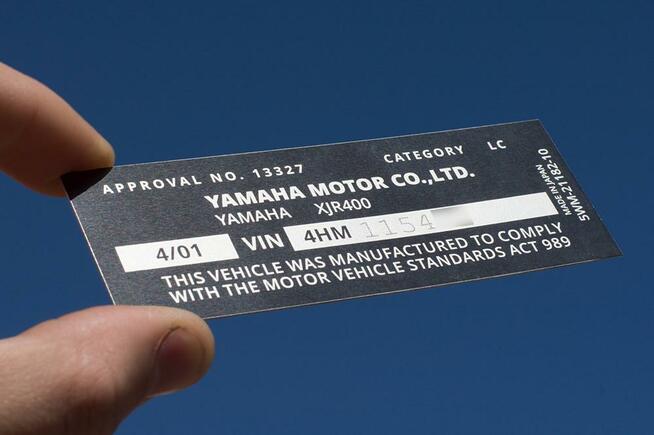 APPROVAL NO. 13327 CATEGORY LC
YAMAHA MOTOR CO.,LTD.
YAMAHA XJR400
4/01 VIN 4HM 1154
THIS VEHICLE WAS MANUFACTURED TO COMPLY
WITH THE MOTOR VEHICLE STANDARDS ACT 989
MADE IN JAPAN
5WM-21182-10